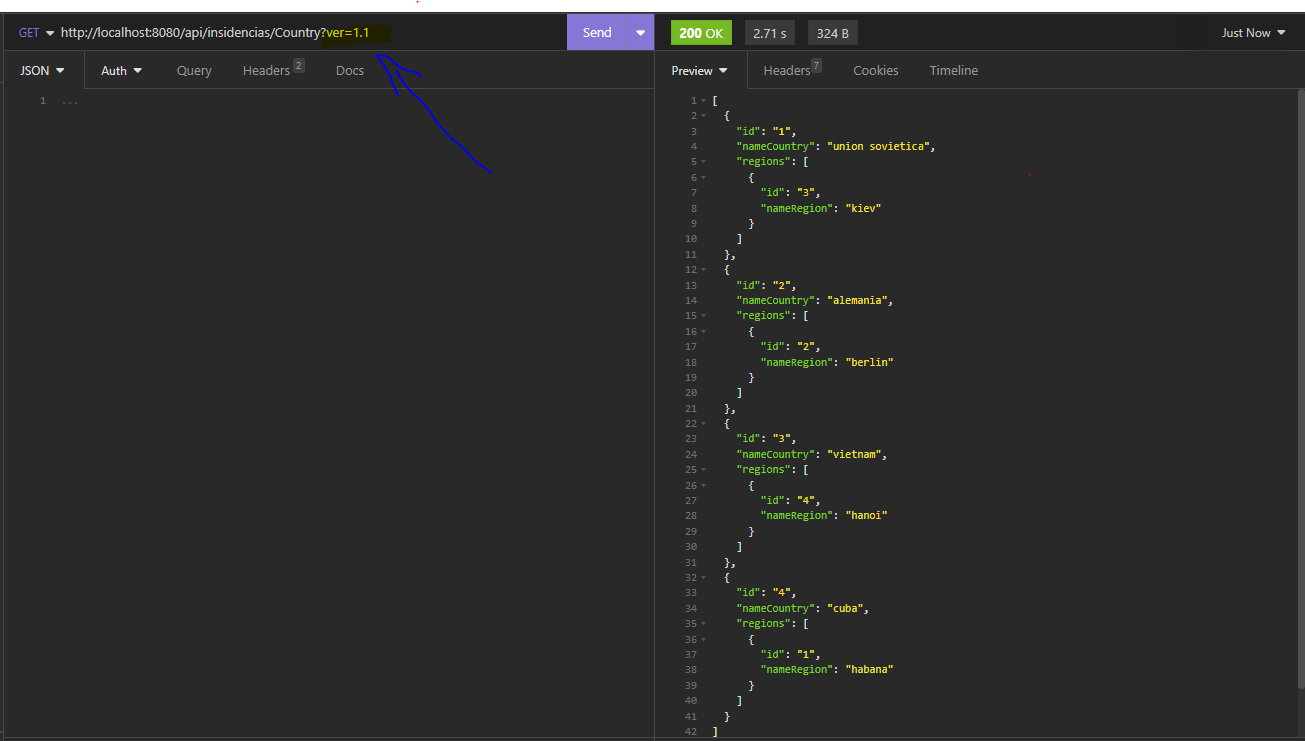 GET http://localhost:8080/api/insidencias/Country?ver=1.1 Send 200 OK 2.71 s 324 B Just Now
JSON Auth Query Headers 2 Docs Preview Headers 7 Cookies Timeline
1 ...
1 [
2 {
3 "id": "1",
4 "nameCountry": "union sovietica",
5 "regions": [
6 {
7 "id": "3",
8 "nameRegion": "kiev"
9 }
10 ]
11 },
12 {
13 "id": "2",
14 "nameCountry": "alemania",
15 "regions": [
16 {
17 "id": "2",
18 "nameRegion": "berlin"
19 }
20 ]
21 },
22 {
23 "id": "3",
24 "nameCountry": "vietnam",
25 "regions": [
26 {
27 "id": "4",
28 "nameRegion": "hanoi"
29 }
30 ]
31 },
32 {
33 "id": "4",
34 "nameCountry": "cuba",
35 "regions": [
36 {
37 "id": "1",
38 "nameRegion": "habana"
39 }
40 ]
41 }
42 ]